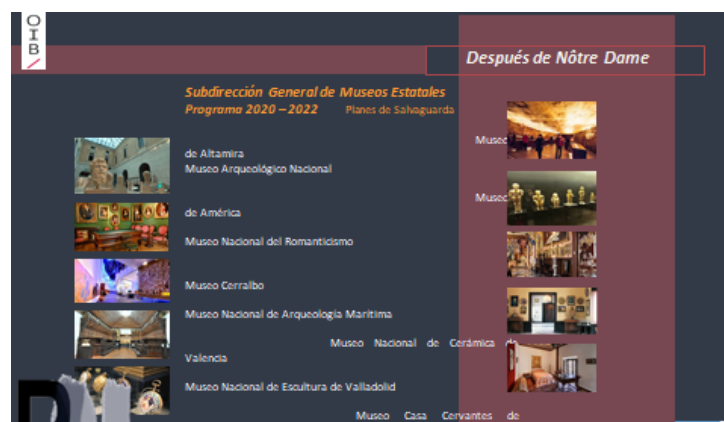 OIB/
Después de Nôtre Dame
Subdirección General de Museos Estatales
Programa 2020 – 2022 Planes de Salvaguarda
Museo
de Altamira
Museo Arqueológico Nacional
Museo
de América
Museo Nacional del Romanticismo
Museo Cerralbo
Museo Nacional de Arqueología Marítima
Museo Nacional de Cerámica de
Valencia
Museo Nacional de Escultura de Valladolid
Museo Casa Cervantes de